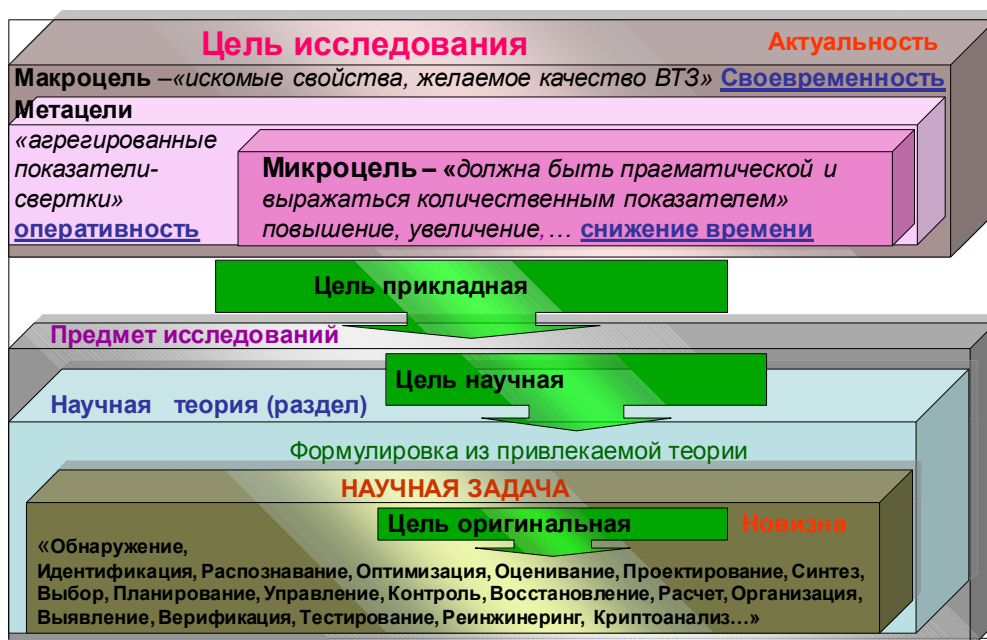 Цель исследования
Актуальность
Макроцель –«искомые свойства, желаемое качество ВТЗ» Своевременность
Метацели
«агрегированные
показатели-
свертки»
оперативность
Микроцель – «должна быть прагматической и
выражаться количественным показателем»
повышение, увеличение,… снижение времени
Цель прикладная
Предмет исследований
Цель научная
Научная теория (раздел)
Формулировка из привлекаемой теории
НАУЧНАЯ ЗАДАЧА
Цель оригинальная
Новизна
«Обнаружение,
Идентификация, Распознавание, Оптимизация, Оценивание, Проектирование, Синтез,
Выбор, Планирование, Управление, Контроль, Восстановление, Расчет, Организация,
Выявление, Верификация, Тестирование, Реинжинеринг, Криптоанализ…»